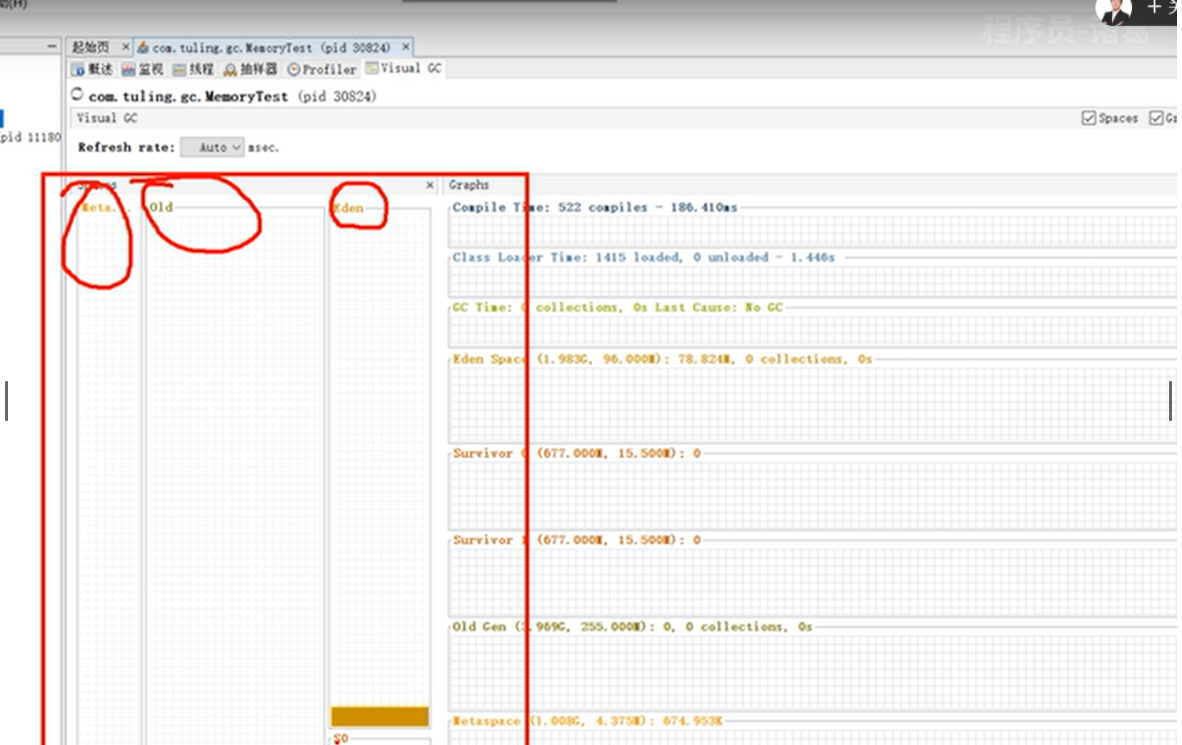 助(H)
程序员-诸葛
起始页 × com.tuling.gc.MemoryTest (pid 30824) ×
概述 监视 线程 抽样器 Profiler Visual GC
com.tuling.gc.MemoryTest (pid 30824)
Visual GC
Spaces
pid 11180
Refresh rate: Auto msec.
× Graphs
Meta... Old Eden
Compile Time: 522 compiles - 186.410ms
Class Loader Time: 1415 loaded, 0 unloaded - 1.446s
GC Time: 0 collections, 0s Last Cause: No GC
Eden Space (1.983G, 96.000M): 78.824M, 0 collections, 0s
Survivor 0 (677.000M, 15.500M): 0
Survivor 1 (677.000M, 15.500M): 0
Old Gen (3.969G, 255.000M): 0, 0 collections, 0s
Metaspace (1.008G, 4.375M): 674.953K
S0